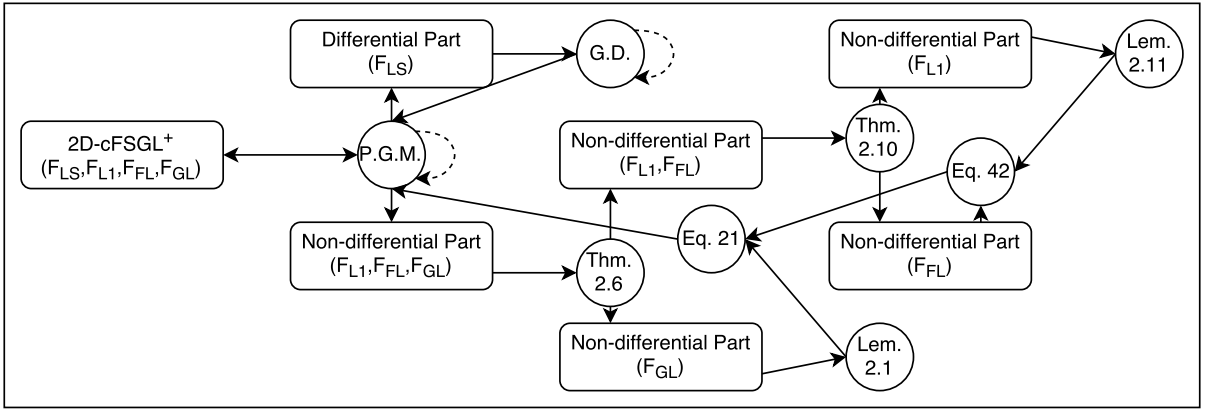 Differential Part
(F_LS)
G.D.
Non-differential Part
(F_L1)
Lem.
2.11
2D-cFSGL⁺
(F_LS,F_L1,F_FL,F_GL)
P.G.M.
Non-differential Part
(F_L1,F_FL)
Thm.
2.10
Eq. 42
Non-differential Part
(F_L1,F_FL,F_GL)
Thm.
2.6
Eq. 21
Non-differential Part
(F_FL)
Non-differential Part
(F_GL)
Lem.
2.1